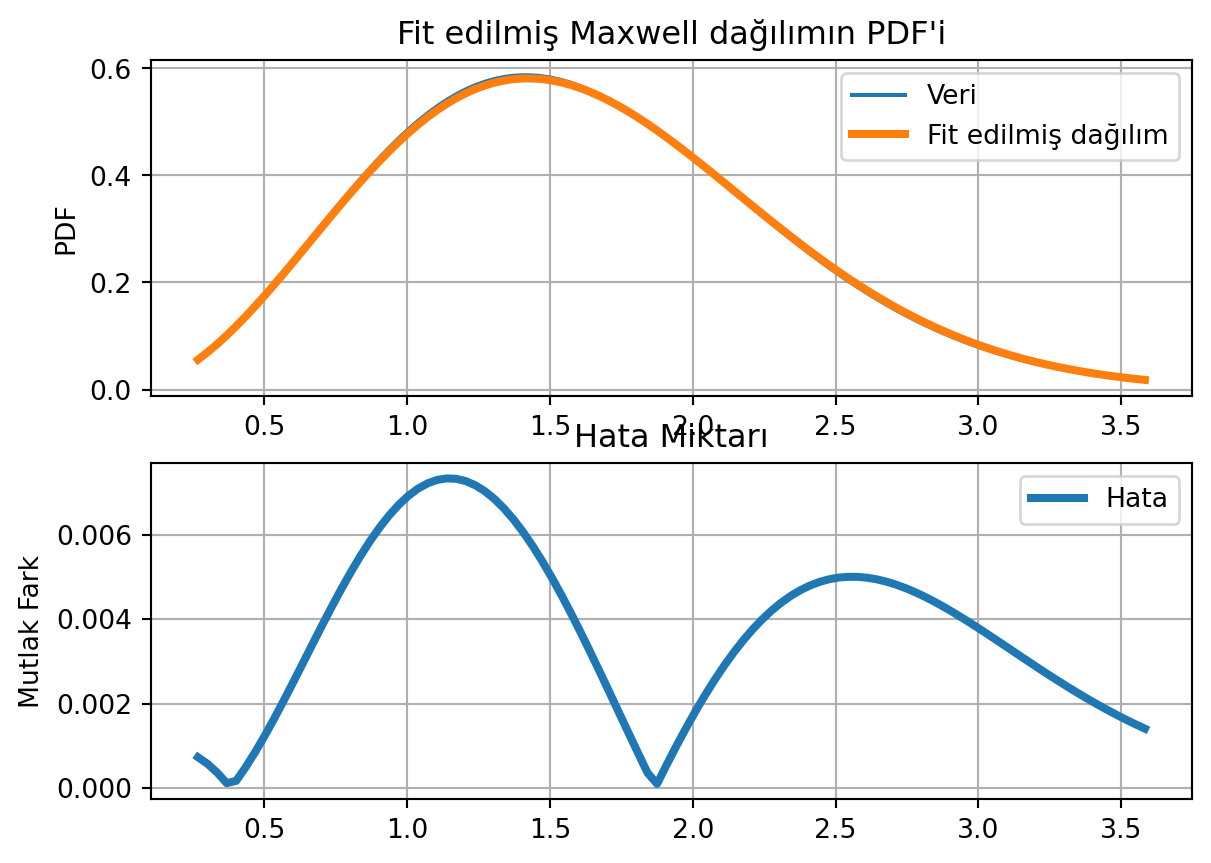 Fit edilmiş Maxwell dağılımın PDF'i
PDF
0.6
0.4
0.2
0.0
Veri
Fit edilmiş dağılım
0.5 1.0 1.5 2.0 2.5 3.0 3.5
Hata Miktarı
Mutlak Fark
0.006
0.004
0.002
0.000
Hata
0.5 1.0 1.5 2.0 2.5 3.0 3.5